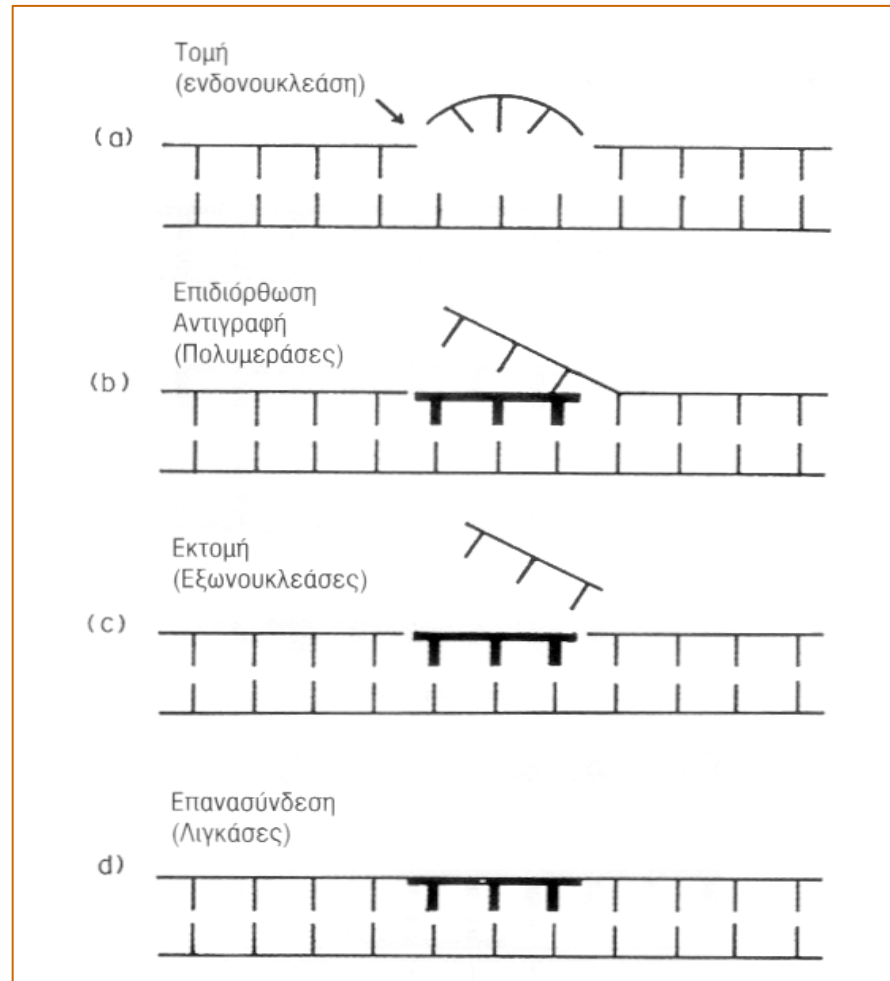 Τομή
(ενδονουκλεάση)
(a)
Επιδιόρθωση
Αντιγραφή
(Πολυμεράσες)
(b)
Εκτομή
(Εξωνουκλεάσες)
(c)
Επανασύνδεση
(Λιγκάσες)
d)